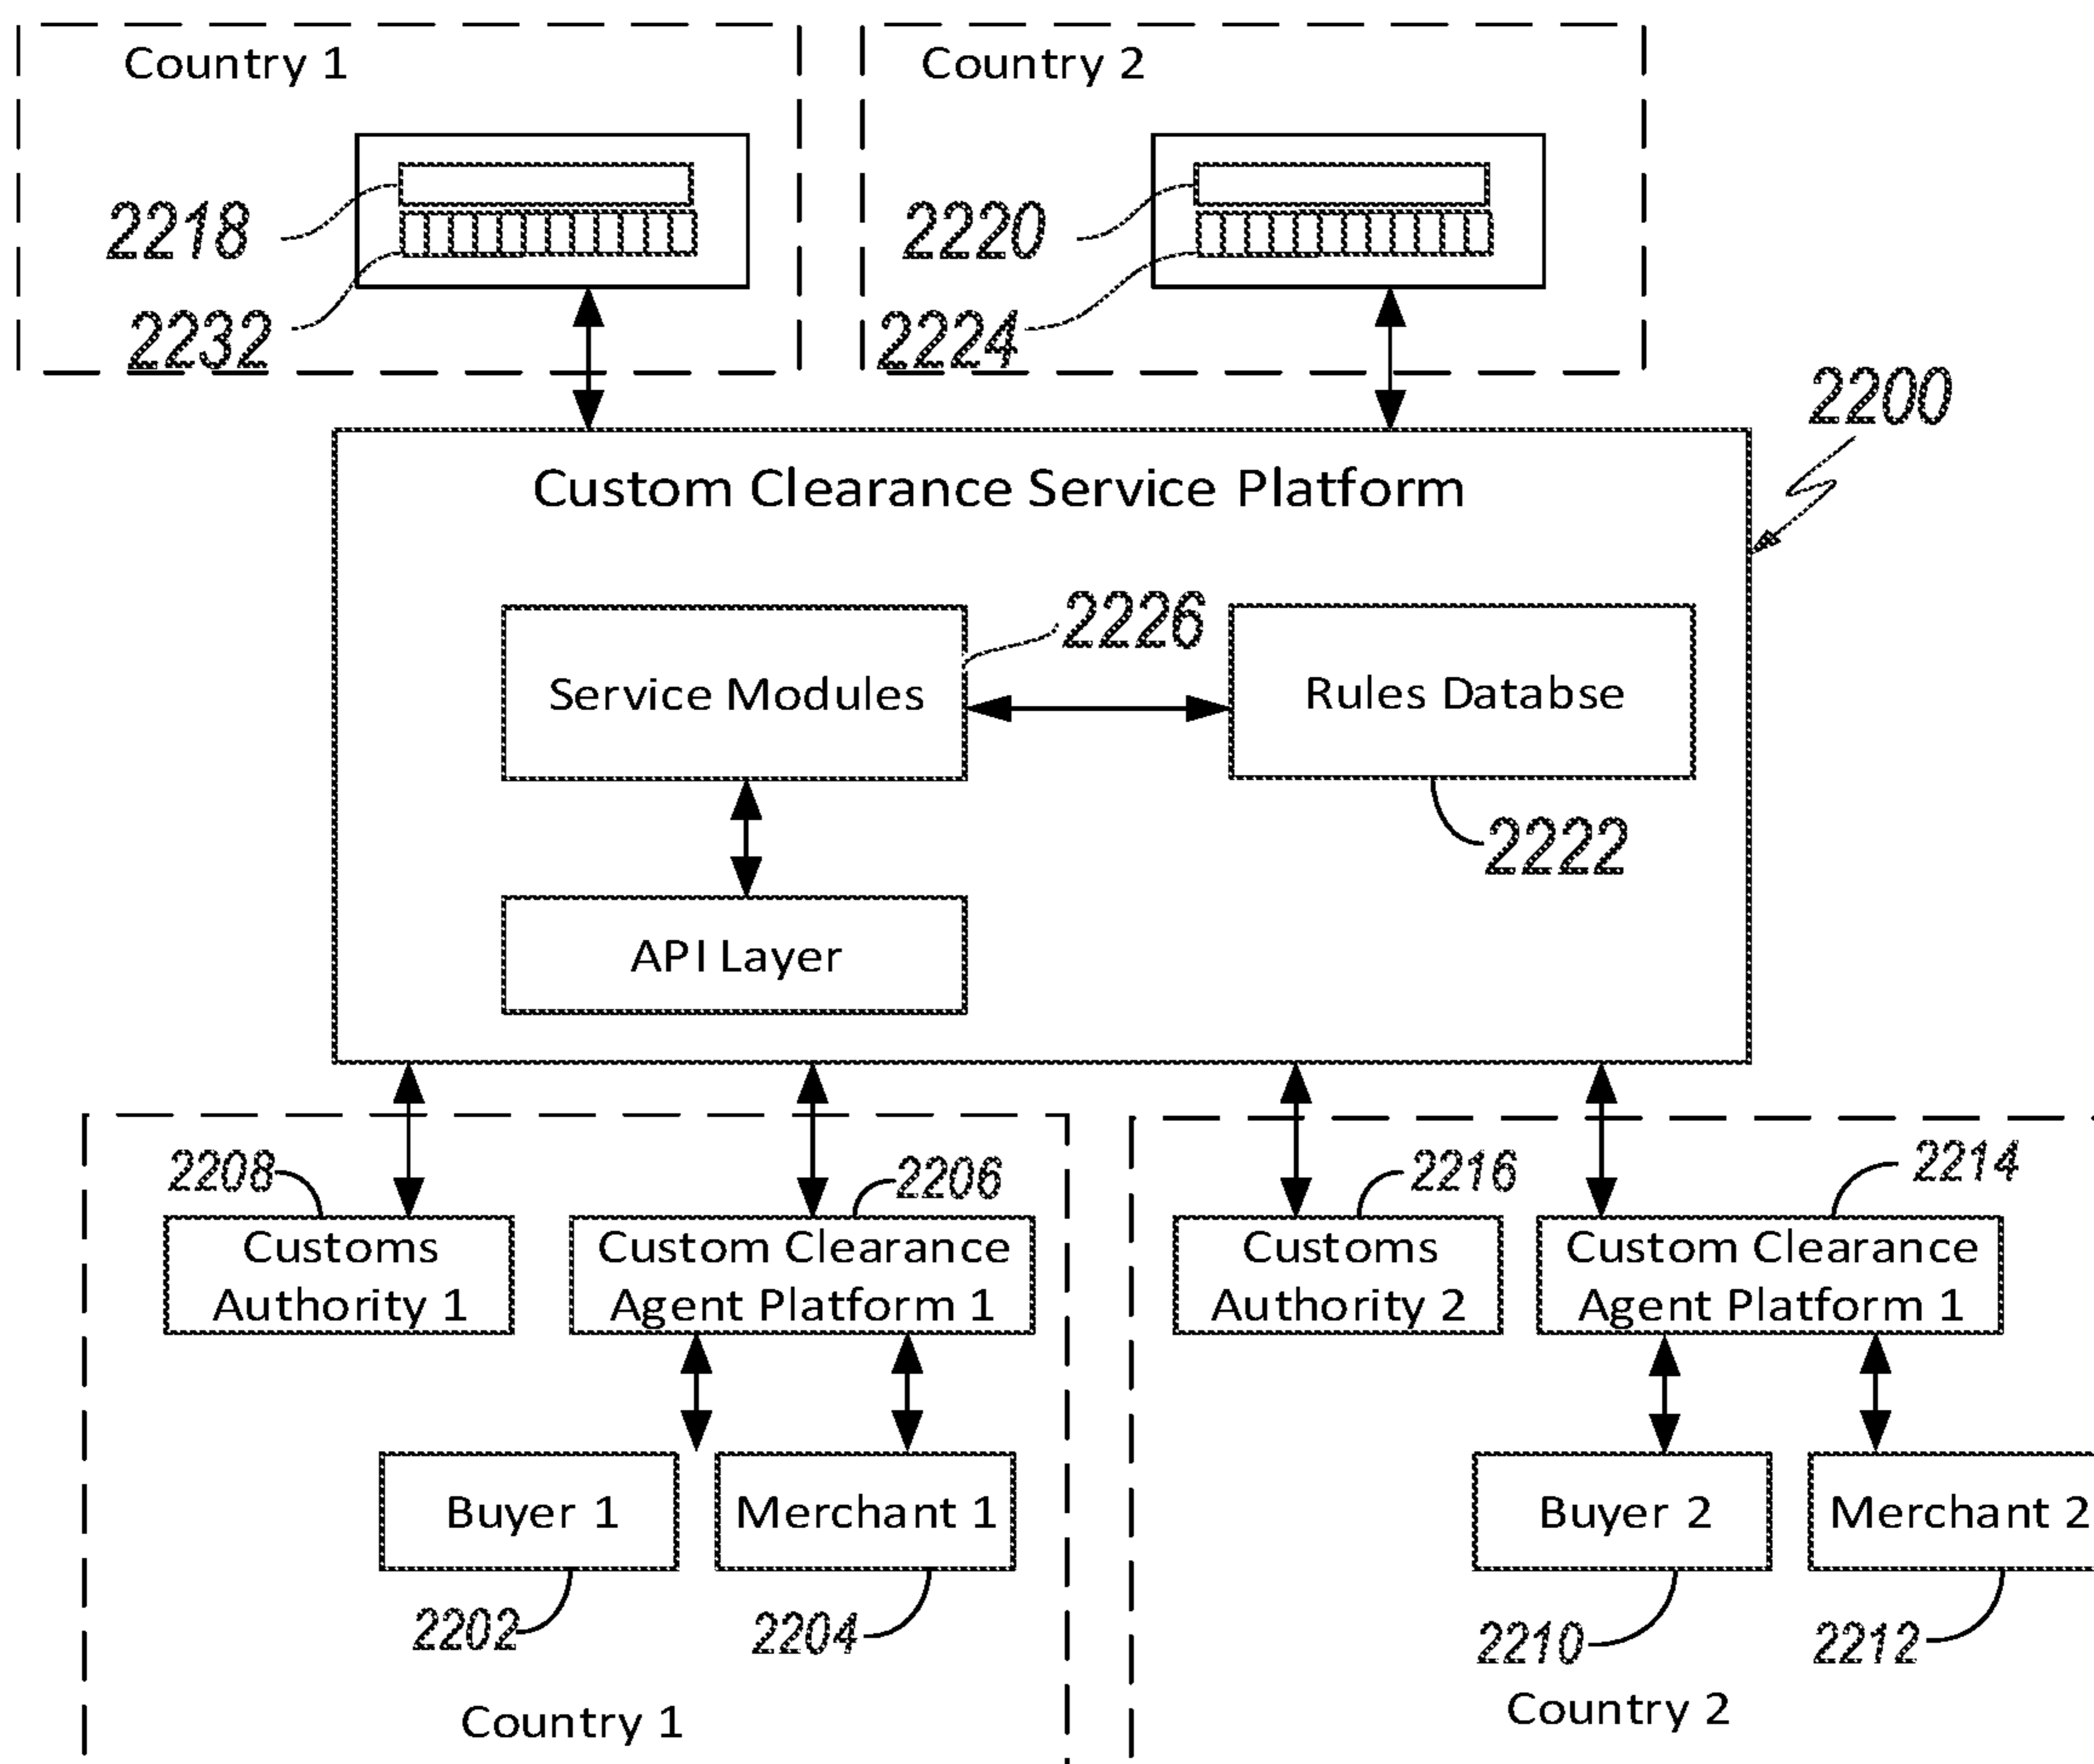 Country 1
Country 2
2218
2220
2232
2224
2200
Custom Clearance Service Platform
2226
Service Modules
Rules Databse
2222
API Layer
2208
2206
2216
2214
Customs
Authority 1
Custom Clearance
Agent Platform 1
Customs
Authority 2
Custom Clearance
Agent Platform 1
Buyer 1
Merchant 1
Buyer 2
Merchant 2
2202
2204
2210
2212
Country 1
Country 2